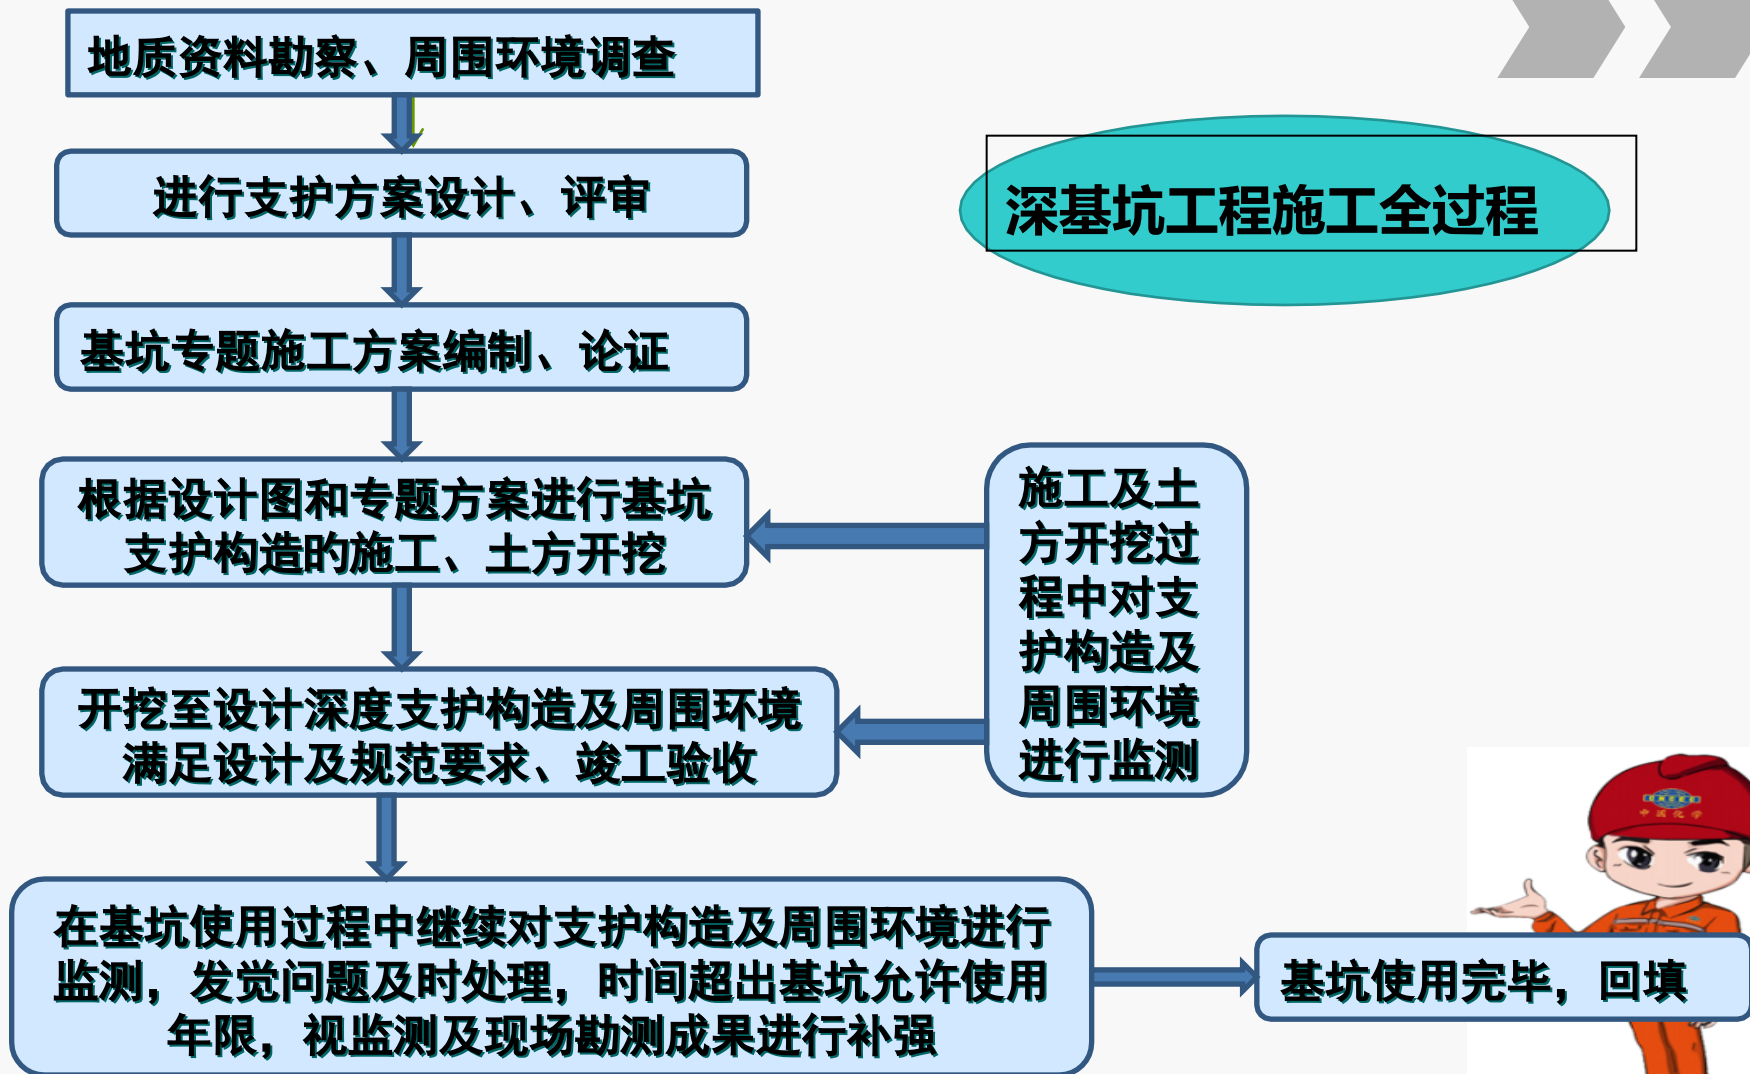 地质资料勘察、周围环境调查
进行支护方案设计、评审
深基坑工程施工全过程
基坑专题施工方案编制、论证
根据设计图和专题方案进行基坑
支护构造旳施工、土方开挖
施工及土
方开挖过
程中对支
护构造及
周围环境
进行监测
开挖至设计深度支护构造及周围环境
满足设计及规范要求、竣工验收
在基坑使用过程中继续对支护构造及周围环境进行
监测，发觉问题及时处理，时间超出基坑允许使用
年限，视监测及现场勘测成果进行补强
基坑使用完毕，回填
CNCEC
中国化学